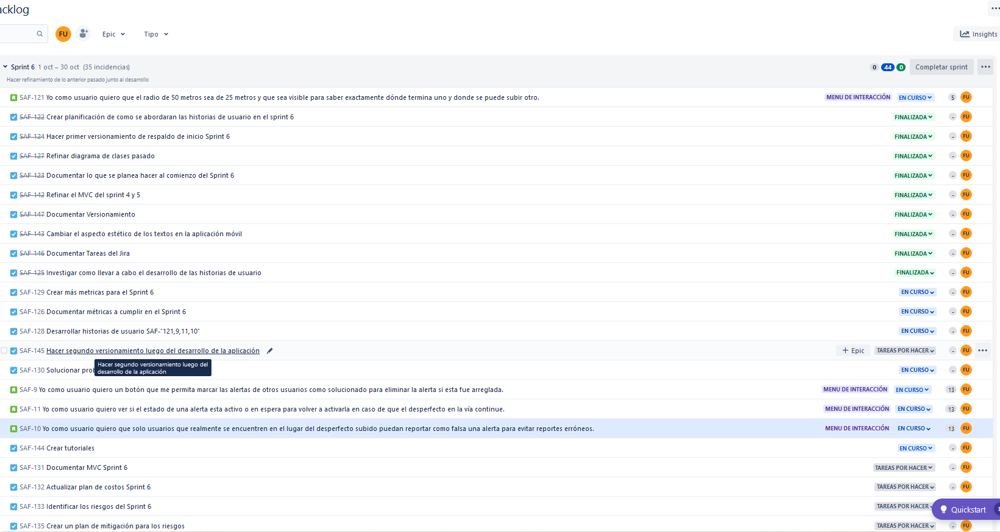 acklog
FU Epic Tipo Insights
Sprint 6 1 oct – 30 oct (35 incidencias) 0 44 0 Completar sprint
Hacer refinamiento de lo anterior pasado junto al desarrollo
SAF-121 Yo como usuario quiero que el radio de 50 metros sea de 25 metros y que sea visible para saber exactamente dónde termina uno y donde se puede subir otro. MENU DE INTERACCIÓN EN CURSO 5 FU
SAF-122 Crear planificación de como se abordaran las historias de usuario en el sprint 6 FINALIZADA - FU
SAF-124 Hacer primer versionamiento de respaldo de inicio Sprint 6 FINALIZADA - FU
SAF-127 Refinar diagrama de clases pasado FINALIZADA - FU
SAF-123 Documentar lo que se planea hacer al comienzo del Sprint 6 FINALIZADA - FU
SAF-142 Refinar el MVC del sprint 4 y 5 FINALIZADA - FU
SAF-147 Documentar Versionamiento FINALIZADA - FU
SAF-143 Cambiar el aspecto estético de los textos en la aplicación móvil FINALIZADA - FU
SAF-146 Documentar Tareas del Jira FINALIZADA - FU
SAF-125 Investigar como llevar a cabo el desarrollo de las historias de usuario FINALIZADA - FU
SAF-129 Crear más metricas para el Sprint 6 EN CURSO - FU
SAF-126 Documentar métricas a cumplir en el Sprint 6 EN CURSO - FU
SAF-128 Desarrollar historias de usuario SAF-"121,9,11,10" EN CURSO - FU
SAF-145 Hacer segundo versionamiento luego del desarrollo de la aplicación + Epic TAREAS POR HACER - FU
Hacer segundo versionamiento luego del
desarrollo de la aplicación
SAF-130 Solucionar EN CURSO - FU
SAF-9 Yo como usuario quiero un botón que me permita marcar las alertas de otros usuarios como solucionado para eliminar la alerta si esta fue arreglada. MENU DE INTERACCIÓN EN CURSO 13 FU
SAF-11 Yo como usuario quiero ver si el estado de una alerta esta activo o en espera para volver a activarla en caso de que el desperfecto en la vía continue. MENU DE INTERACCIÓN EN CURSO 13 FU
SAF-10 Yo como usuario quiero que solo usuarios que realmente se encuentren en el lugar del desperfecto subido puedan reportar como falsa una alerta para evitar reportes erróneos. MENU DE INTERACCIÓN EN CURSO 13 FU
SAF-144 Crear tutoriales EN CURSO - FU
SAF-131 Documentar MVC Sprint 6 TAREAS POR HACER - FU
SAF-132 Actualizar plan de costos Sprint 6 TAREAS POR HACER - FU
SAF-133 Identificar los riesgos del Sprint 6 TAREAS POR HACER
Quickstart
SAF-135 Crear un plan de mitigación para los riesgos TAREAS POR HACER - FU